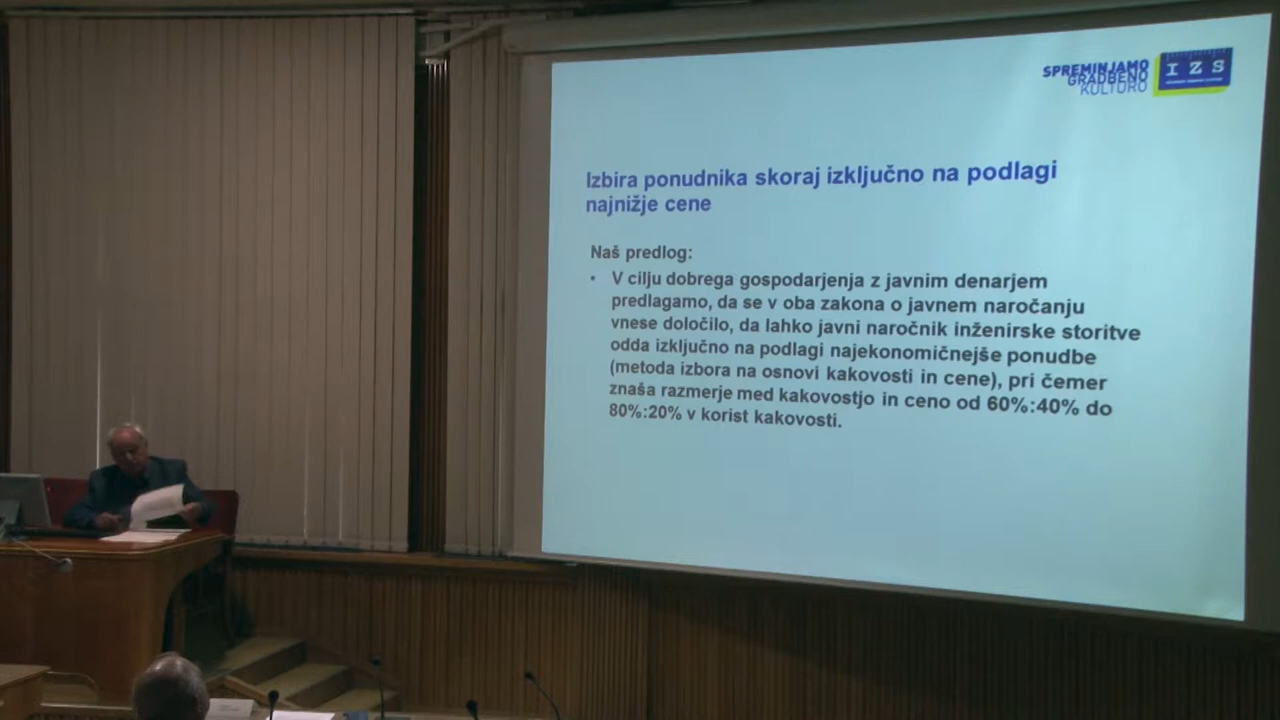 SPREMINJAMO
GRADBENO
KULTURO
IZS
Izbira ponudnika skoraj izključno na podlagi
najnižje cene
Naš predlog:
• V cilju dobrega gospodarjenja z javnim denarjem
predlagamo, da se v oba zakona o javnem naročanju
vnese določilo, da lahko javni naročnik inženirske storitve
odda izključno na podlagi najekonomičnejše ponudbe
(metoda izbora na osnovi kakovosti in cene), pri čemer
znaša razmerje med kakovostjo in ceno od 60%:40% do
80%:20% v korist kakovosti.